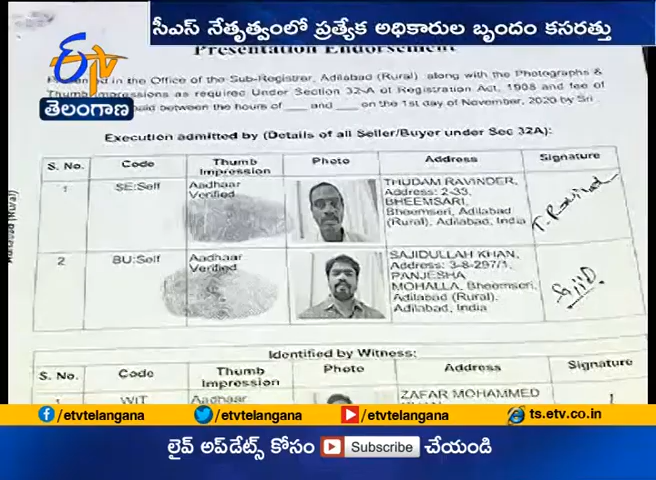 సీఎస్ నేతృత్వంలో ప్రత్యేక అధికారుల బృందం కసరత్తు
etv
తెలంగాణ
Presentation Endorsement
in the Office of the Sub-Registrar, Adilabad (Rural) along with the Photographs &
Thumb Impressions as required Under Section 32-A of Registration Act, 1908 and fee of
paid between the hours of ___ and ___ on the 1st day of November, 2020 by Sri
Execution admitted by (Details of all Seller/Buyer under Sec 32A):
S. No. Code Thumb Impression Photo Address Signature
1 SE:Self Aadhaar Verified THUDAM RAVINDER, Address: 2-33, BHEEMSARI, Bheemseri, Adilabad (Rural), Adilabad, India T. Ravinder
2 BU:Self Aadhaar Verified SAJIDULLAH KHAN, Address: 3-8-297/1, PANJESHA MOHALLA, Bheemseri, Adilabad (Rural), Adilabad, India
Identified by Witness:
S. No. Code Thumb Impression Photo Address Signature
1 WIT Aadhaar ZAFAR MOHAMMED
/etvtelangana /etvtelangana /etvtelangana ts.etv.co.in
లైవ్ అప్‌డేట్స్ కోసం Subscribe చేయండి